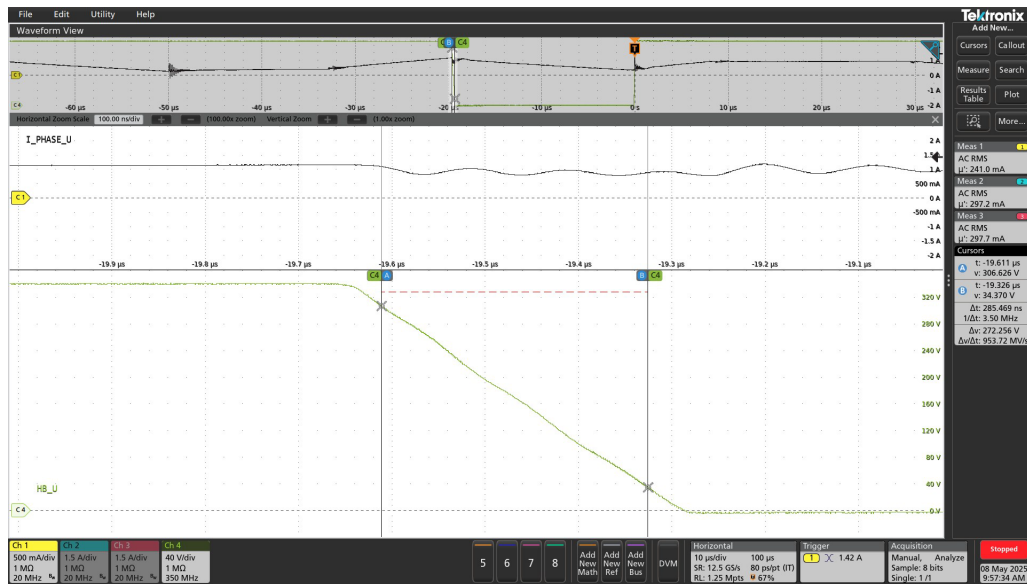 File Edit Utility Help
Tektronix
Waveform View
Add New...
C4 B C4
T
Cursors Callout
C1
1 A
0 A
-1 A
-2 A
Measure Search
C4
-60 µs -50 µs -40 µs -30 µs -20 µs -10 µs 0 s 10 µs 20 µs 30 µs
Results Table Plot
Horizontal Zoom Scale 100.00 ns/div (100.00x zoom) Vertical Zoom (1.00x zoom)
More...
I_PHASE_U
2 A
1 A
500 mA
C1
0 A
-500 mA
-1 A
-1.5 A
-2 A
Meas 1 1
AC RMS
µ': 241.0 mA
Meas 2 2
AC RMS
µ': 297.2 mA
Meas 3 3
AC RMS
µ': 297.7 mA
Cursors
A t: -19.611 µs
v: 306.626 V
B t: -19.326 µs
v: 34.370 V
Δt: 285.469 ns
1/Δt: 3.50 MHz
Δv: 272.256 V
Δv/Δt: 953.72 MV/s
-19.9 µs -19.8 µs -19.7 µs -19.6 µs -19.5 µs -19.4 µs -19.3 µs -19.2 µs -19.1 µs
C4 A B C4
320 V
280 V
240 V
200 V
160 V
120 V
80 V
40 V
0 V
HB_U
C4
Ch 1
500 mA/div
1 MΩ
20 MHz
Ch 2
1.5 A/div
1 MΩ
20 MHz
Ch 3
1.5 A/div
1 MΩ
20 MHz
Ch 4
40 V/div
1 MΩ
350 MHz
5 6 7 8
Add New Math
Add New Ref
Add New Bus
DVM
Horizontal
10 µs/div 100 µs
SR: 12.5 GS/s 80 ps/pt (IT)
RL: 1.25 Mpts 67%
Trigger
1 1.42 A
Acquisition
Manual, Analyze
Sample: 8 bits
Single: 1/1
Stopped
08 May 2025
9:57:34 AM